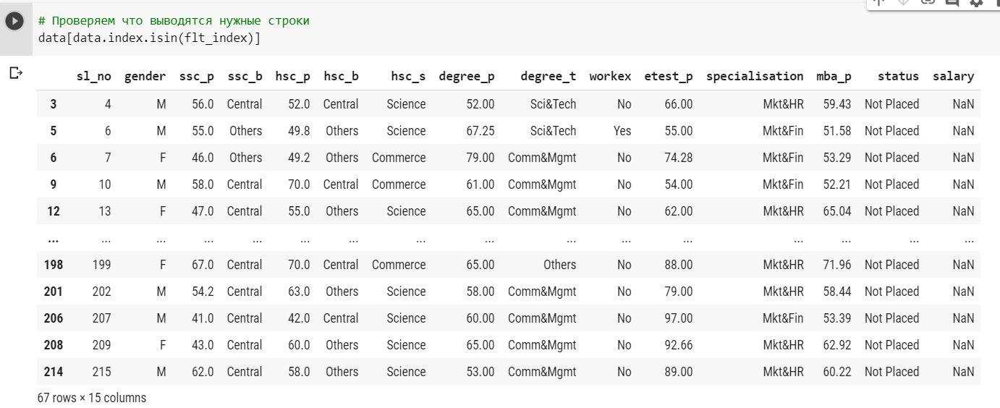 # Проверяем что выводятся нужные строки
data[data.index.isin(flt_index)]
sl_no gender ssc_p ssc_b hsc_p hsc_b hsc_s degree_p degree_t workex etest_p specialisation mba_p status salary
3 4 M 56.0 Central 52.0 Central Science 52.00 Sci&Tech No 66.00 Mkt&HR 59.43 Not Placed NaN
5 6 M 55.0 Others 49.8 Others Science 67.25 Sci&Tech Yes 55.00 Mkt&Fin 51.58 Not Placed NaN
6 7 F 46.0 Others 49.2 Others Commerce 79.00 Comm&Mgmt No 74.28 Mkt&Fin 53.29 Not Placed NaN
9 10 M 58.0 Central 70.0 Central Commerce 61.00 Comm&Mgmt No 54.00 Mkt&Fin 52.21 Not Placed NaN
12 13 F 47.0 Central 55.0 Others Science 65.00 Comm&Mgmt No 62.00 Mkt&HR 65.04 Not Placed NaN
... ... ... ... ... ... ... ... ... ... ... ... ... ... ... ...
198 199 F 67.0 Central 70.0 Central Commerce 65.00 Others No 88.00 Mkt&HR 71.96 Not Placed NaN
201 202 M 54.2 Central 63.0 Others Science 58.00 Comm&Mgmt No 79.00 Mkt&HR 58.44 Not Placed NaN
206 207 M 41.0 Central 42.0 Central Science 60.00 Comm&Mgmt No 97.00 Mkt&Fin 53.39 Not Placed NaN
208 209 F 43.0 Central 60.0 Others Science 65.00 Comm&Mgmt No 92.66 Mkt&HR 62.92 Not Placed NaN
214 215 M 62.0 Central 58.0 Others Science 53.00 Comm&Mgmt No 89.00 Mkt&HR 60.22 Not Placed NaN
67 rows × 15 columns